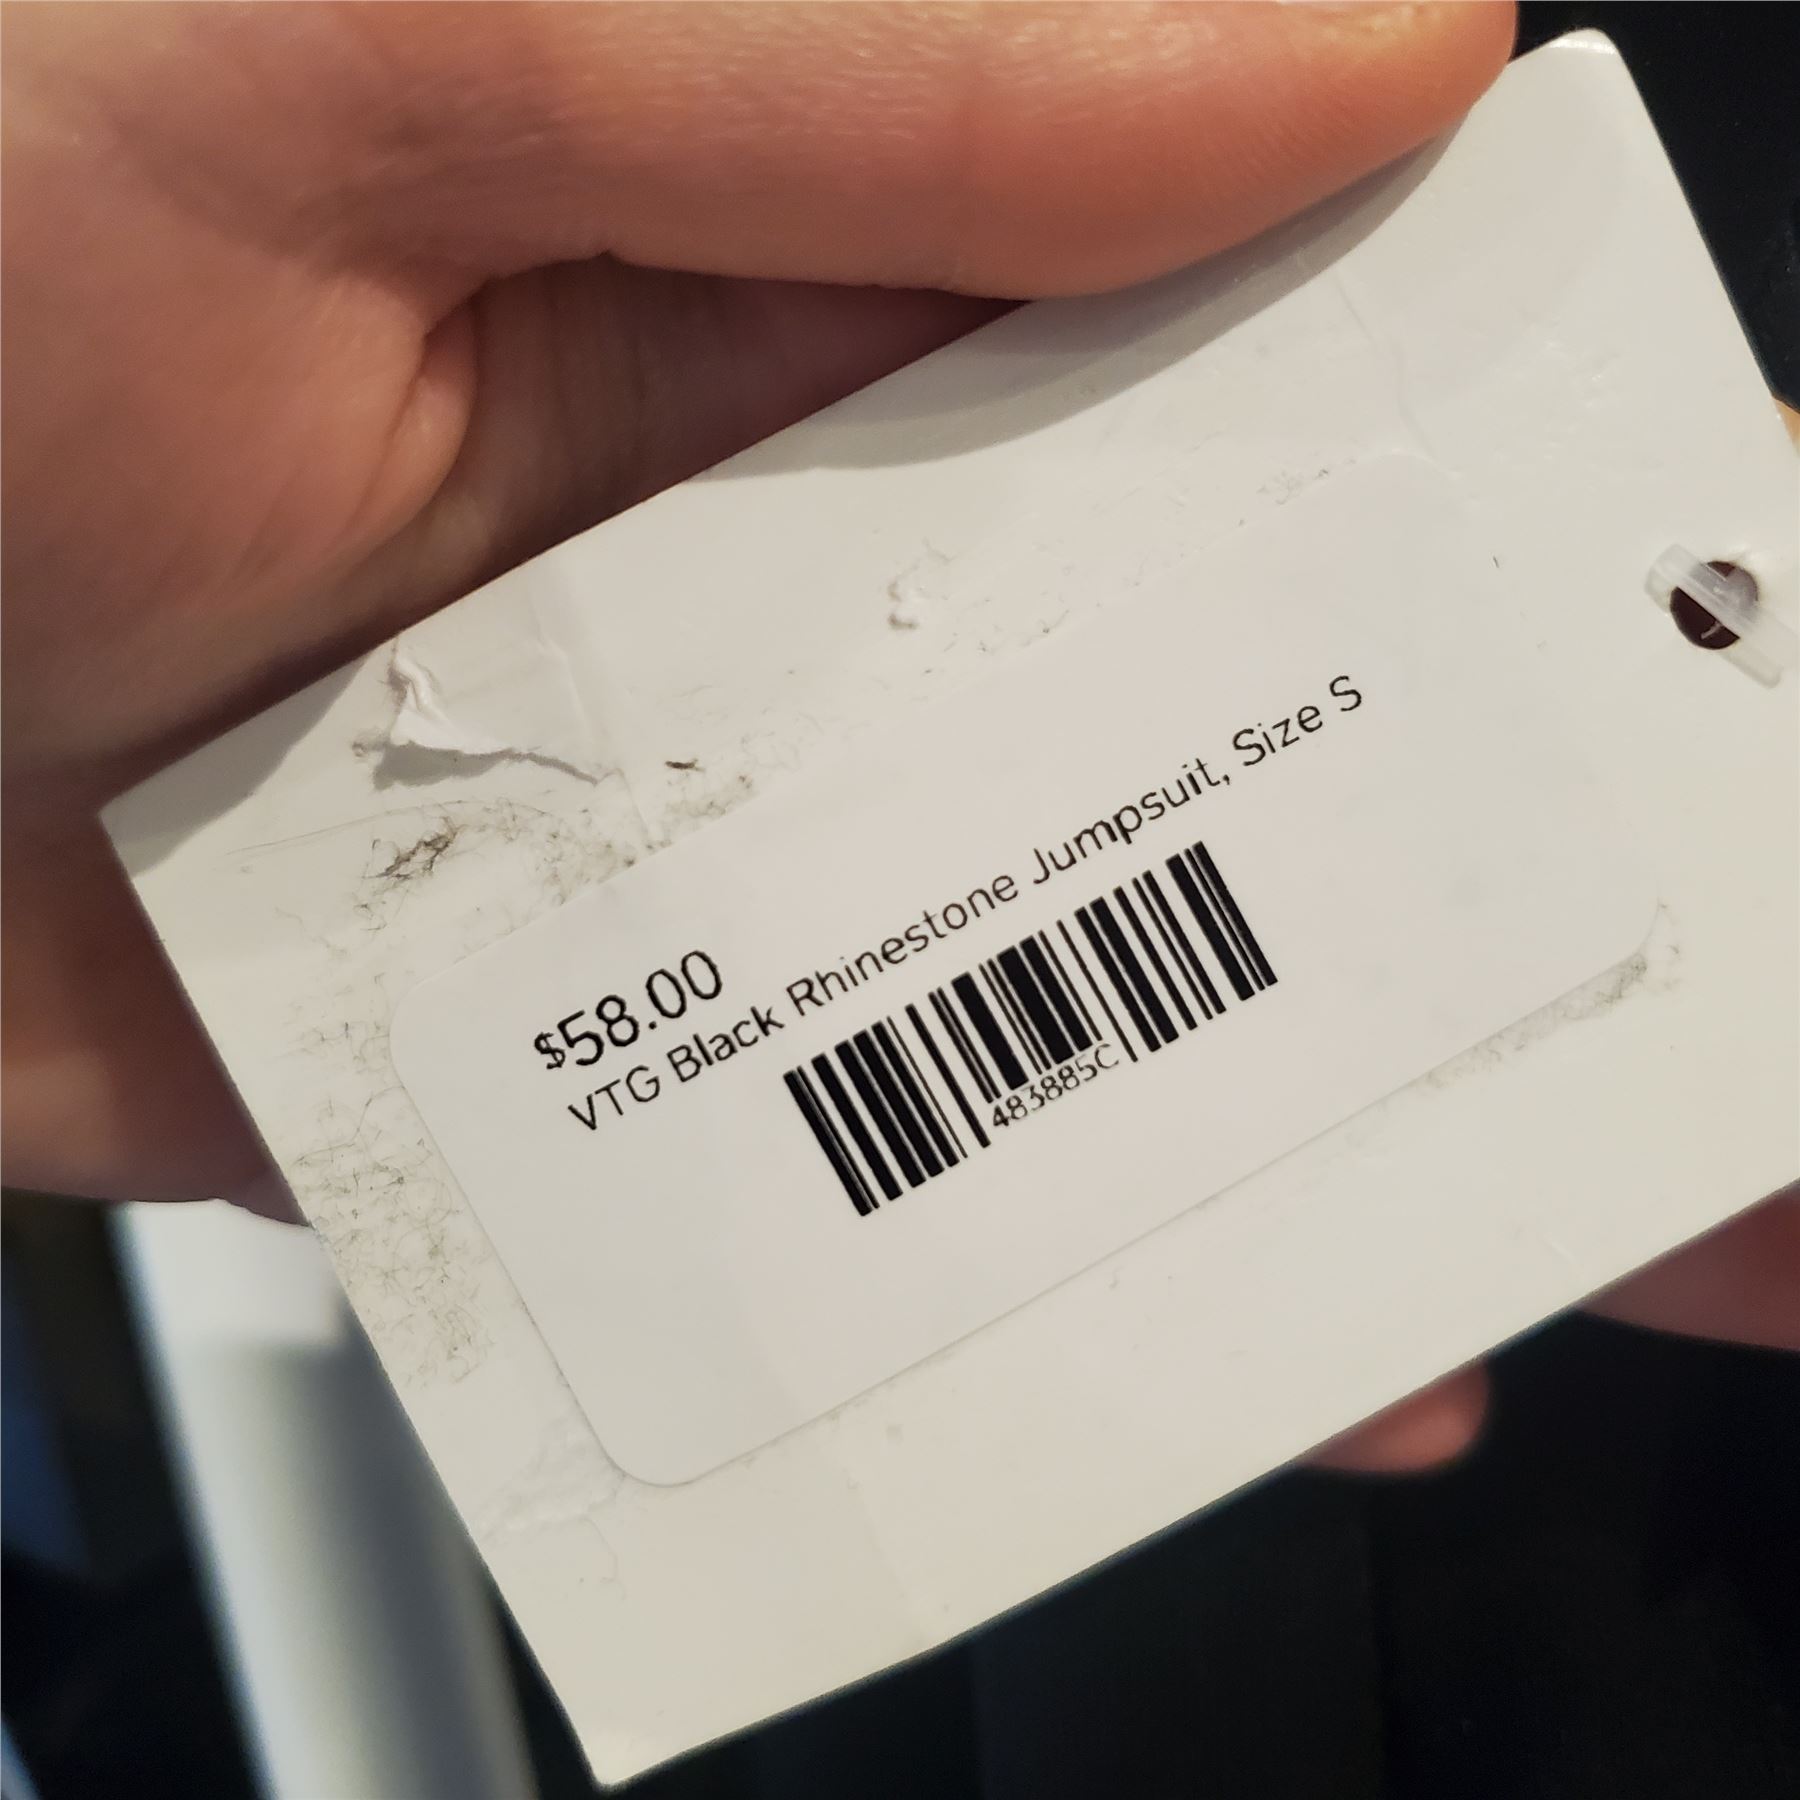 $58.00
VTG Black Rhinestone Jumpsuit, Size S
483885C